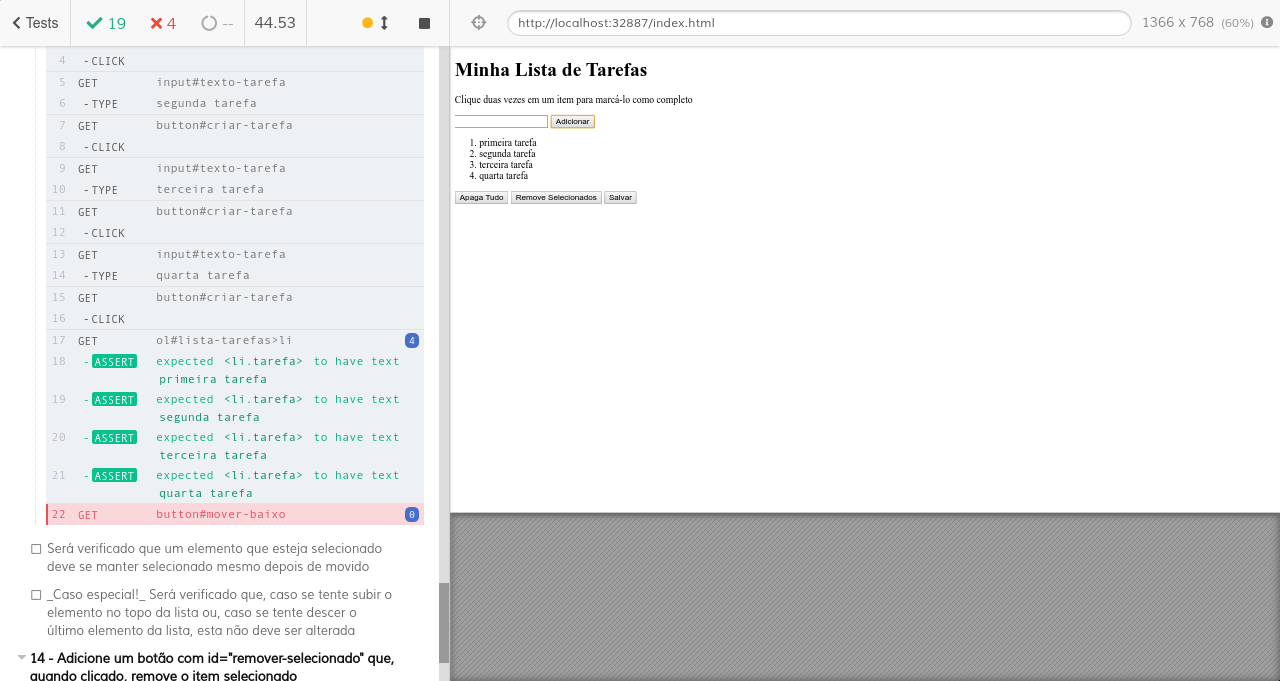 Tests
19
4
--
44.53
http://localhost:32887/index.html
1366 x 768 (60%)
4 -CLICK
5 GET input#texto-tarefa
6 -TYPE segunda tarefa
7 GET button#criar-tarefa
8 -CLICK
9 GET input#texto-tarefa
10 -TYPE terceira tarefa
11 GET button#criar-tarefa
12 -CLICK
13 GET input#texto-tarefa
14 -TYPE quarta tarefa
15 GET button#criar-tarefa
16 -CLICK
17 GET ol#lista-tarefas>li 4
18 -ASSERT expected <li.tarefa> to have text
primeira tarefa
19 -ASSERT expected <li.tarefa> to have text
segunda tarefa
20 -ASSERT expected <li.tarefa> to have text
terceira tarefa
21 -ASSERT expected <li.tarefa> to have text
quarta tarefa
22 GET button#mover-baixo 0
Será verificado que um elemento que esteja selecionado
deve se manter selecionado mesmo depois de movido
_Caso especial!_ Será verificado que, caso se tente subir o
elemento no topo da lista ou, caso se tente descer o
último elemento da lista, esta não deve ser alterada
14 - Adicione um botão com id="remover-selecionado" que,
quando clicado, remove o item selecionado
Minha Lista de Tarefas
Clique duas vezes em um item para marcá-lo como completo
Adicionar
1. primeira tarefa
2. segunda tarefa
3. terceira tarefa
4. quarta tarefa
Apaga Tudo Remove Selecionados Salvar